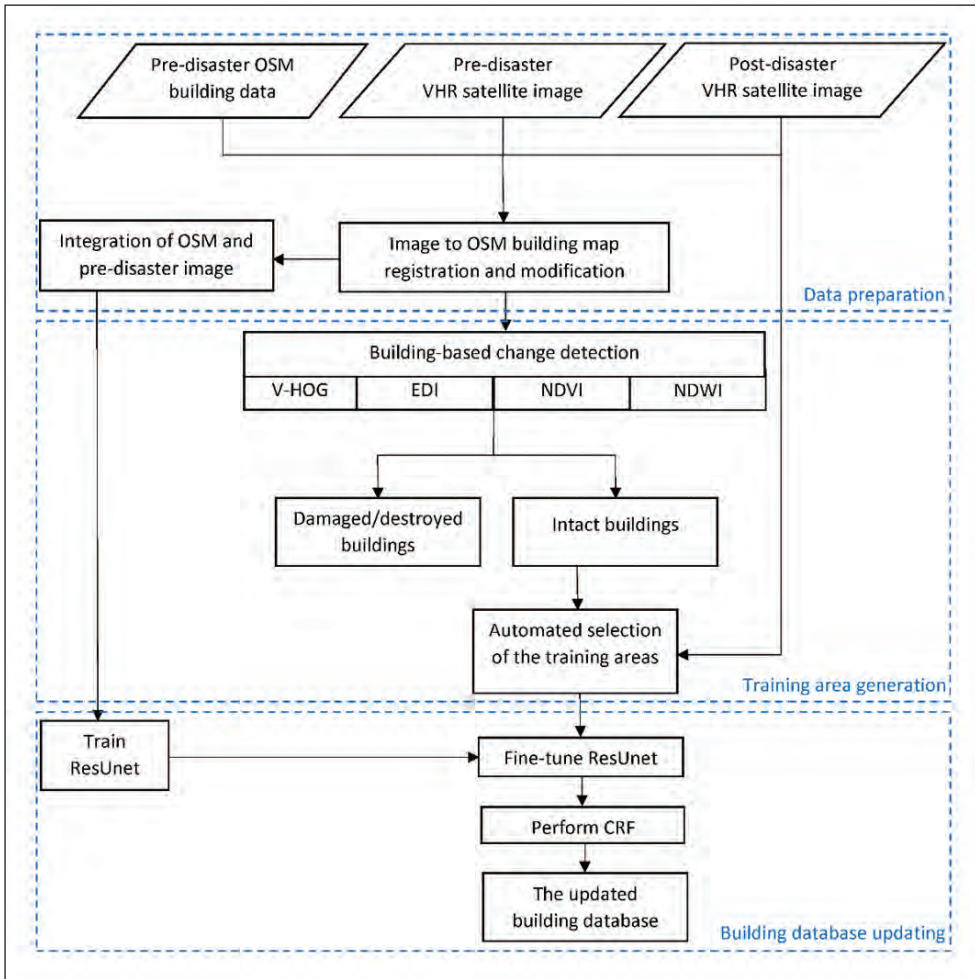 Pre-disaster OSM
building data
Pre-disaster
VHR satellite image
Post-disaster
VHR satellite image
Integration of OSM and
pre-disaster image
Image to OSM building map
registration and modification
Data preparation
Building-based change detection
V-HOG
EDI
NDVI
NDWI
Damaged/destroyed
buildings
Intact buildings
Automated selection
of the training areas
Training area generation
Train
ResUnet
Fine-tune ResUnet
Perform CRF
The updated
building database
Building database updating